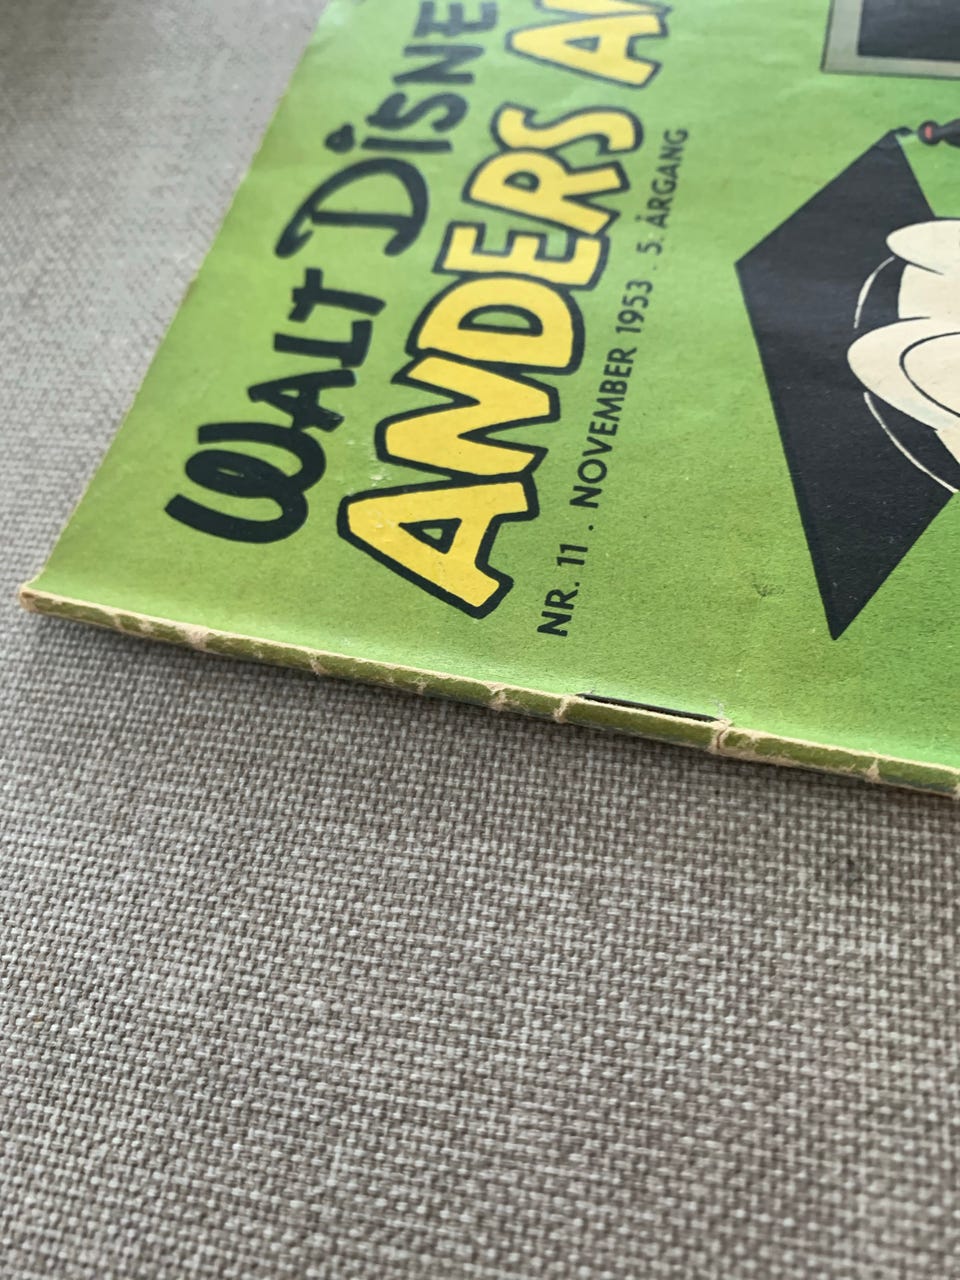 WALT DISNE
ANDERS A
NR. 11 . NOVEMBER 1953 . 5. ÅRGANG